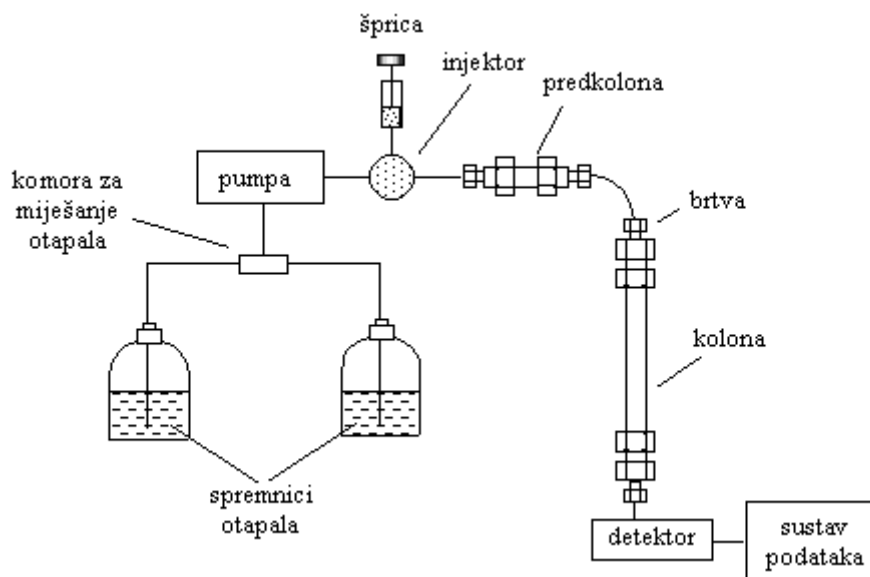 šprica
injektor
predkolona
pumpa
komora za
miješanje
otapala
brtva
kolona
spremnici
otapala
detektor
sustav
podataka